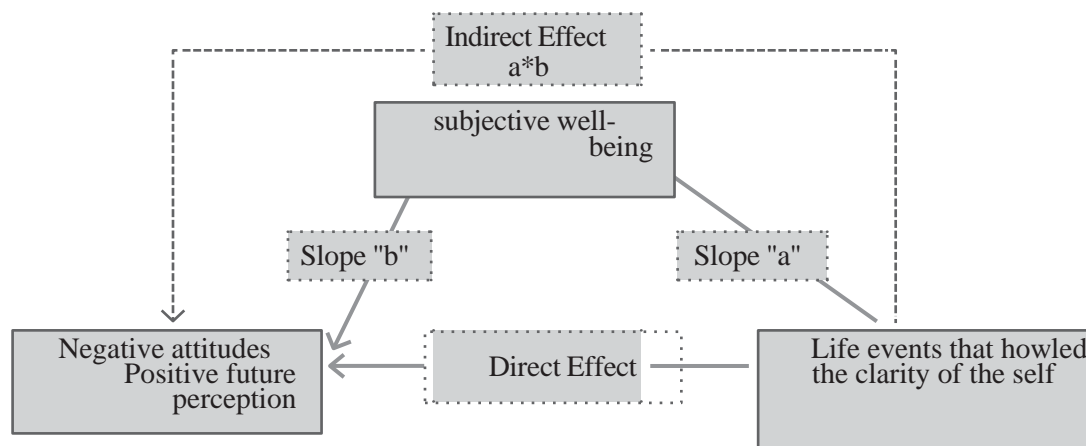 Indirect Effect
a*b
subjective well-
being
Slope "b"
Slope "a"
Negative attitudes
Positive future
perception
Direct Effect
Life events that howled
the clarity of the self